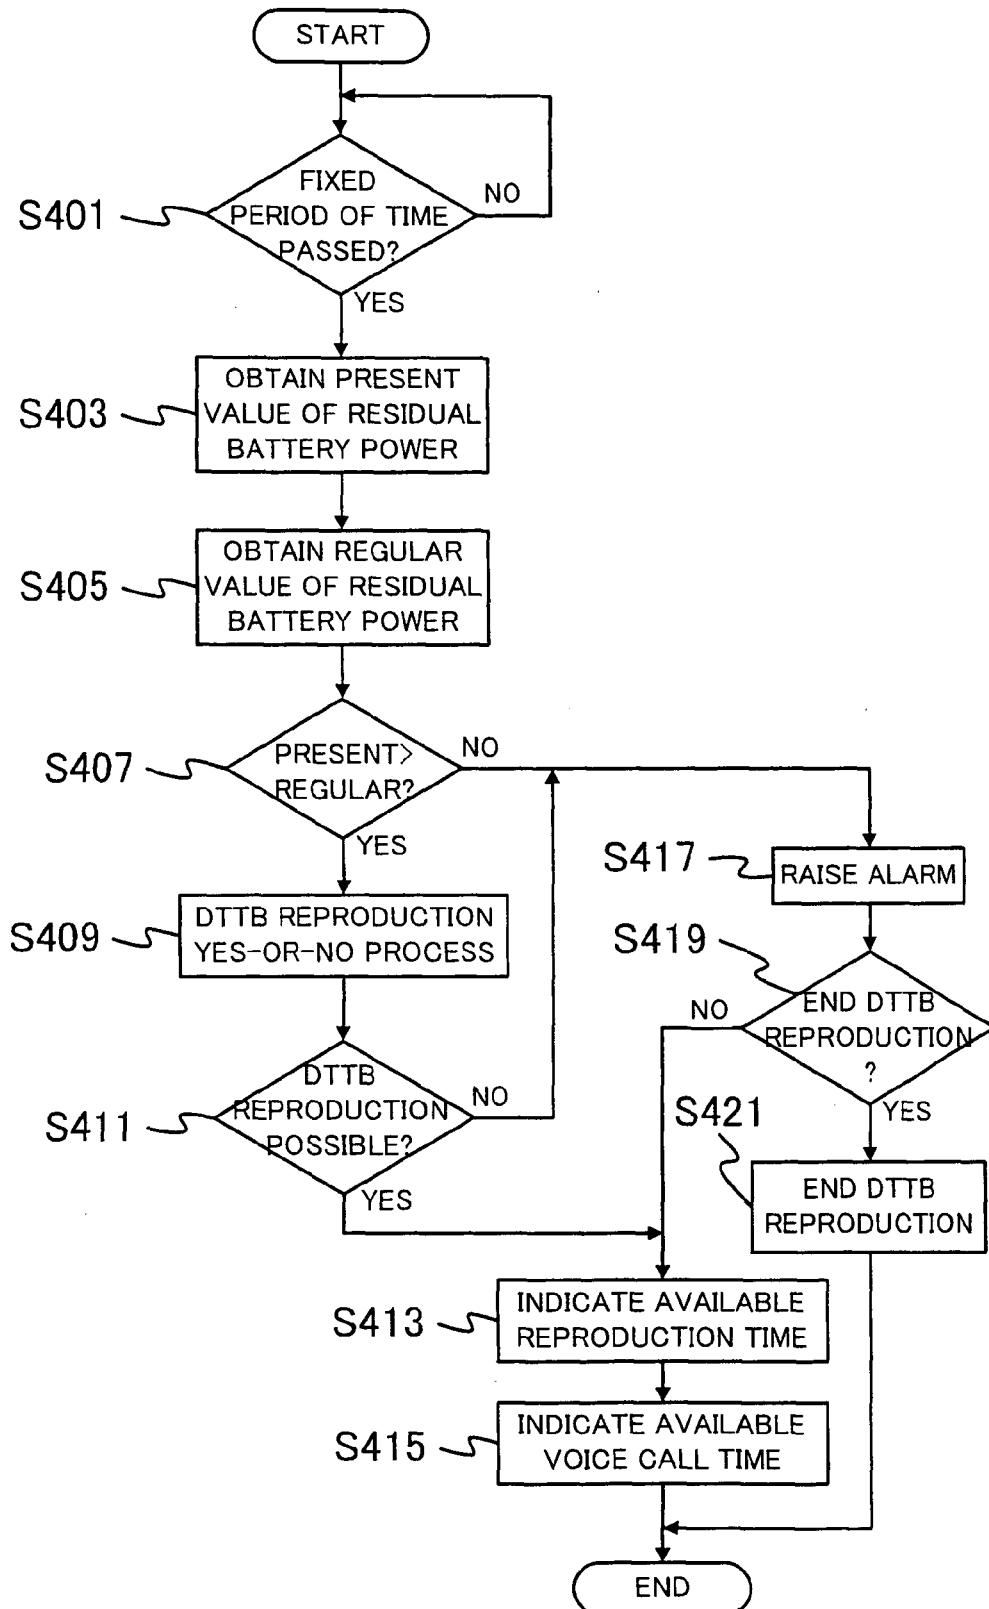 START
FIXED
PERIOD OF TIME
PASSED?
NO
S401
YES
OBTAIN PRESENT
VALUE OF RESIDUAL
BATTERY POWER
S403
OBTAIN REGULAR
VALUE OF RESIDUAL
BATTERY POWER
S405
PRESENT>
REGULAR?
NO
S407
YES
DTTB REPRODUCTION
YES-OR-NO PROCESS
S409
DTTB
REPRODUCTION
POSSIBLE?
NO
S411
YES
S417
RAISE ALARM
S419
NO
END DTTB
REPRODUCTION
?
YES
S421
END DTTB
REPRODUCTION
S413
INDICATE AVAILABLE
REPRODUCTION TIME
S415
INDICATE AVAILABLE
VOICE CALL TIME
END